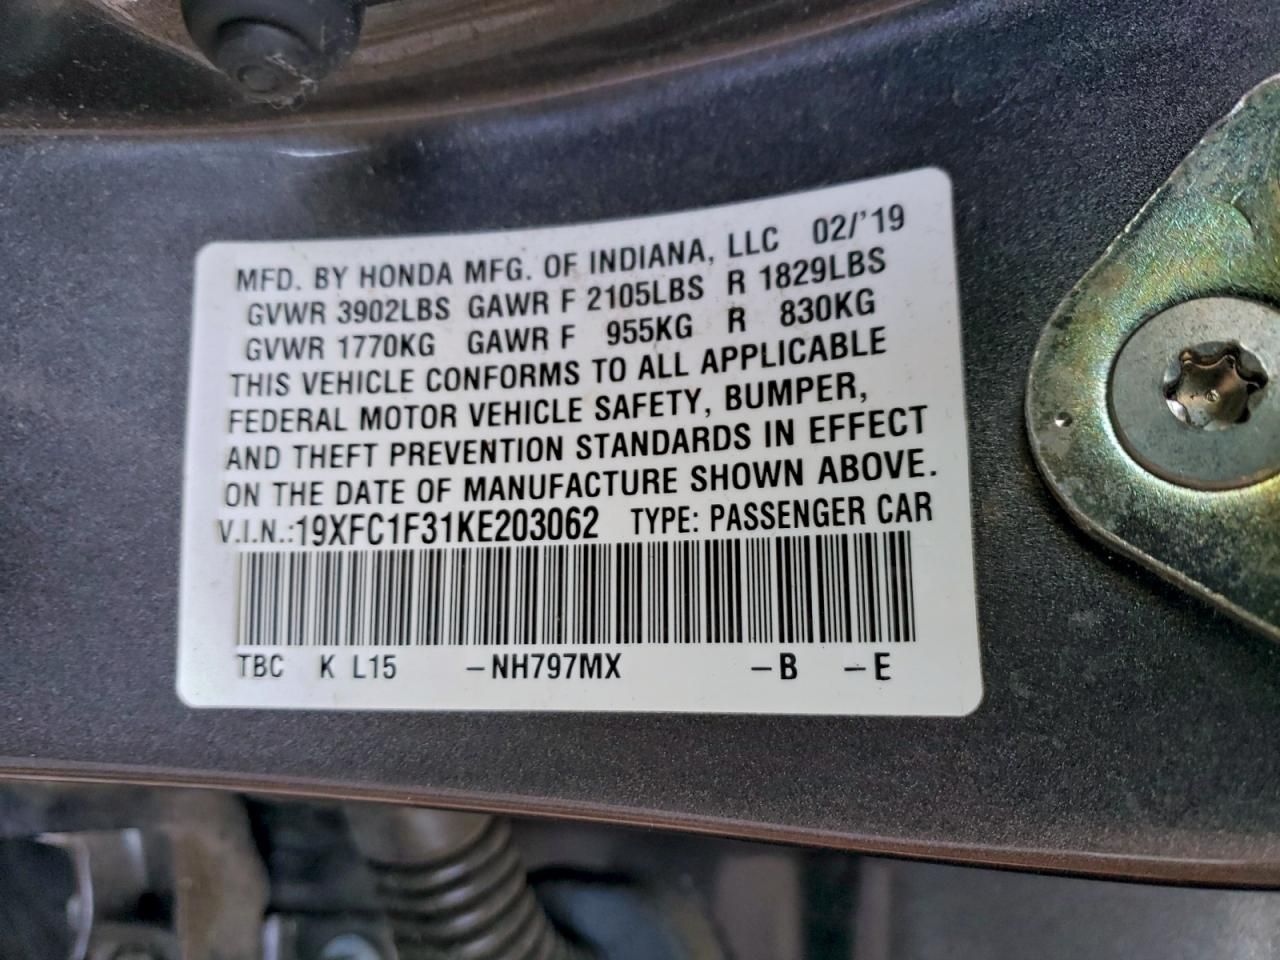 MFD. BY HONDA MFG. OF INDIANA, LLC 02/'19
GVWR 3902LBS GAWR F 2105LBS R 1829LBS
GVWR 1770KG GAWR F 955KG R 830KG
THIS VEHICLE CONFORMS TO ALL APPLICABLE
FEDERAL MOTOR VEHICLE SAFETY, BUMPER,
AND THEFT PREVENTION STANDARDS IN EFFECT
ON THE DATE OF MANUFACTURE SHOWN ABOVE.
V.I.N.:19XFC1F31KE203062 TYPE: PASSENGER CAR
TBC K L15 –NH797MX –B –E